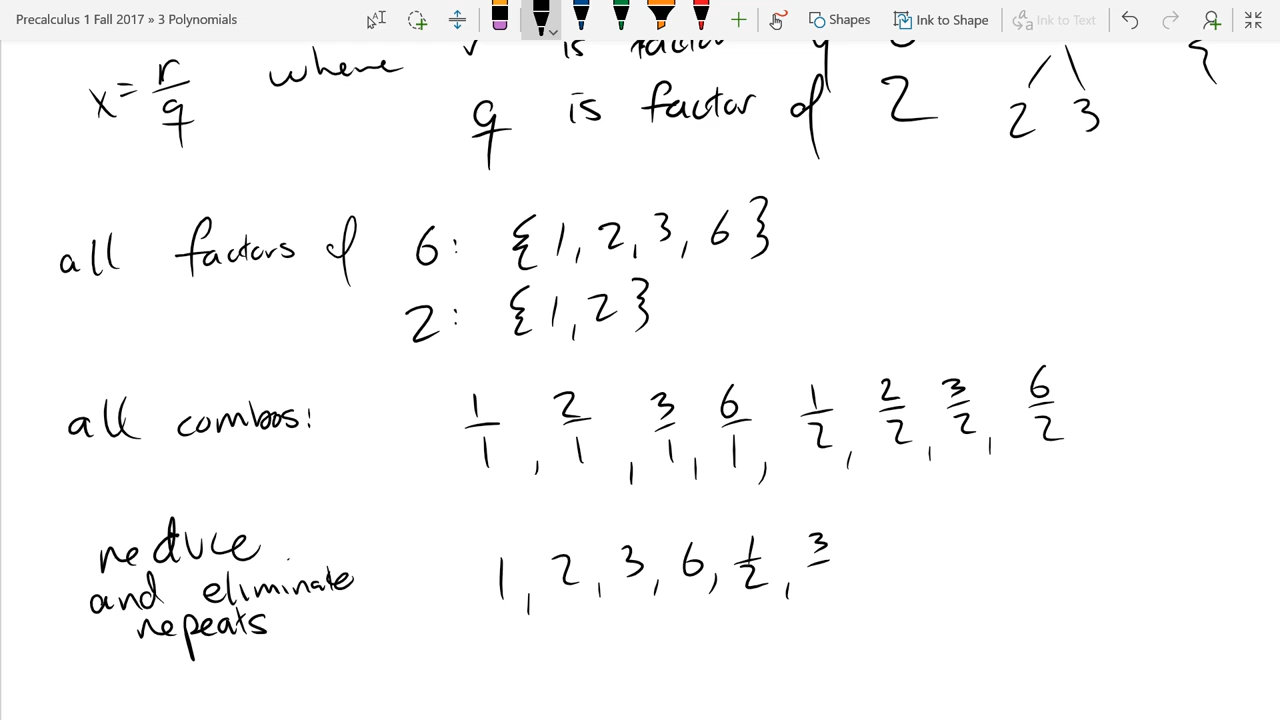 Precalculus 1 Fall 2017 » 3 Polynomials
Shapes
Ink to Shape
Ink to Text
is factor
x = r/q where
q is factor of 2
2 3
all factors of 6: {1, 2, 3, 6}
2: {1, 2}
all combos: 1/1, 2/1, 3/1, 6/1, 1/2, 2/2, 3/2, 6/2
reduce
and eliminate
repeats
1, 2, 3, 6, 1/2, 3